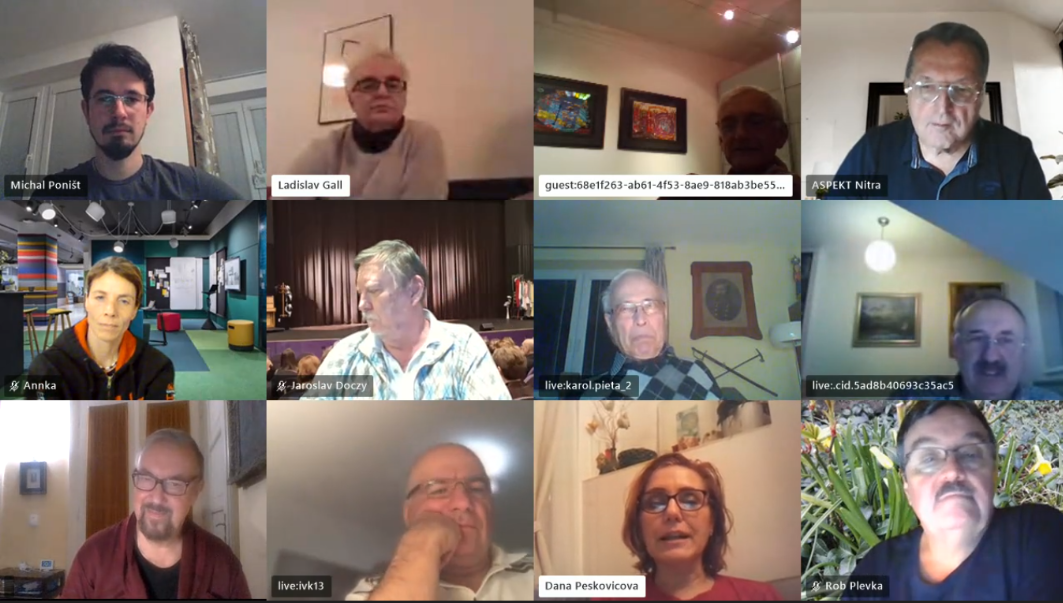 Michal Poništ
Ladislav Gall
guest:68e1f263-ab61-4f53-8ae9-818ab3be55...
ASPEKT Nitra
Annka
Jaroslav Doczy
live:karol.pieta_2
live:.cid.5ad8b40693c35ac5
live:ivk13
Dana Peskovicova
Rob Plevka